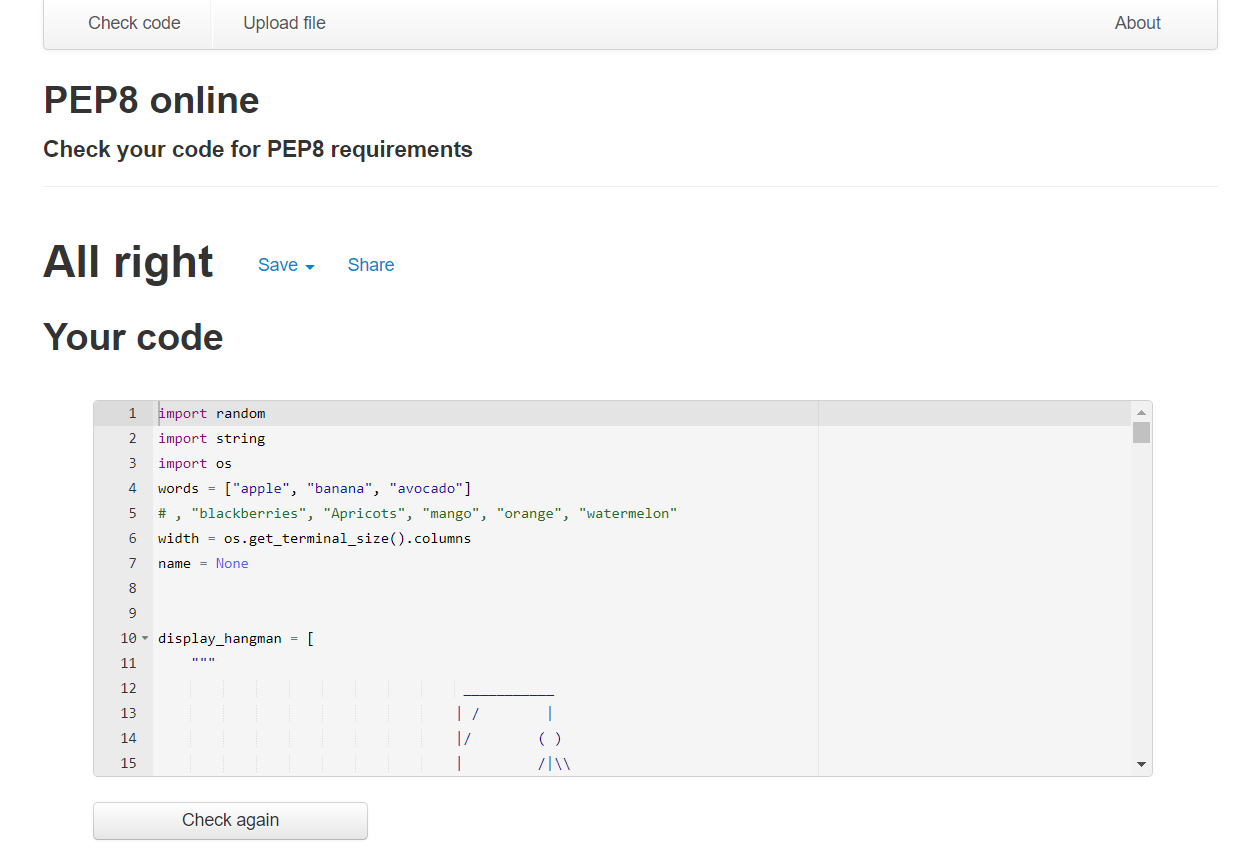 Check code Upload file About
PEP8 online
Check your code for PEP8 requirements
All right Save Share
Your code
1 import random
2 import string
3 import os
4 words = ["apple", "banana", "avocado"]
5 # , "blackberries", "Apricots", "mango", "orange", "watermelon"
6 width = os.get_terminal_size().columns
7 name = None
8
9
10 display_hangman = [
11     """
12                                      ___________
13                                     | /        |
14                                     |/        ( )
15                                     |         /|\\
Check again